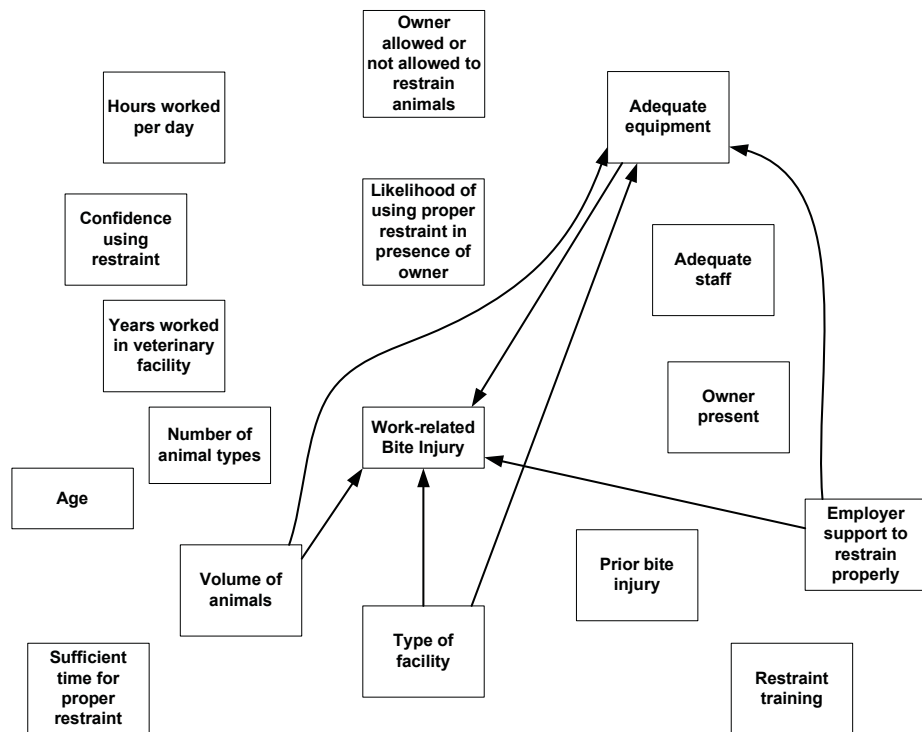 Owner
allowed or
not allowed to
restrain
animals
Hours worked
per day
Adequate
equipment
Likelihood of
using proper
restraint in
presence of
owner
Confidence
using
restraint
Adequate
staff
Years worked
in veterinary
facility
Owner
present
Number of
animal types
Work-related
Bite Injury
Age
Employer
support to
restrain
properly
Volume of
animals
Prior bite
injury
Type of
facility
Sufficient
time for
proper
restraint
Restraint
training